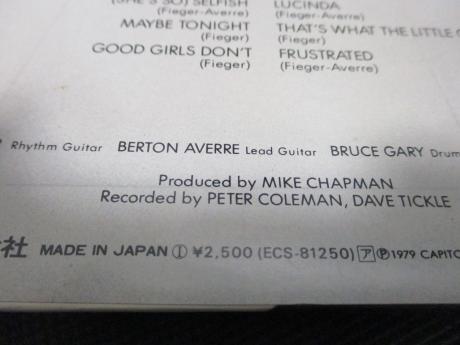 (SHE'S SO) SELFISH
(Fieger-Averre)
MAYBE TONIGHT
(Fieger)
GOOD GIRLS DON'T
(Fieger)
LUCINDA
(Fieger-Averre)
THAT'S WHAT THE LITTLE
(Fieger)
FRUSTRATED
(Fieger-Averre)
Rhythm Guitar BERTON AVERRE Lead Guitar BRUCE GARY Drum
Produced by MIKE CHAPMAN
Recorded by PETER COLEMAN, DAVE TICKLE
社 MADE IN JAPAN Ⓘ ¥2,500 (ECS-81250) ア Ⓟ1979 CAPITO